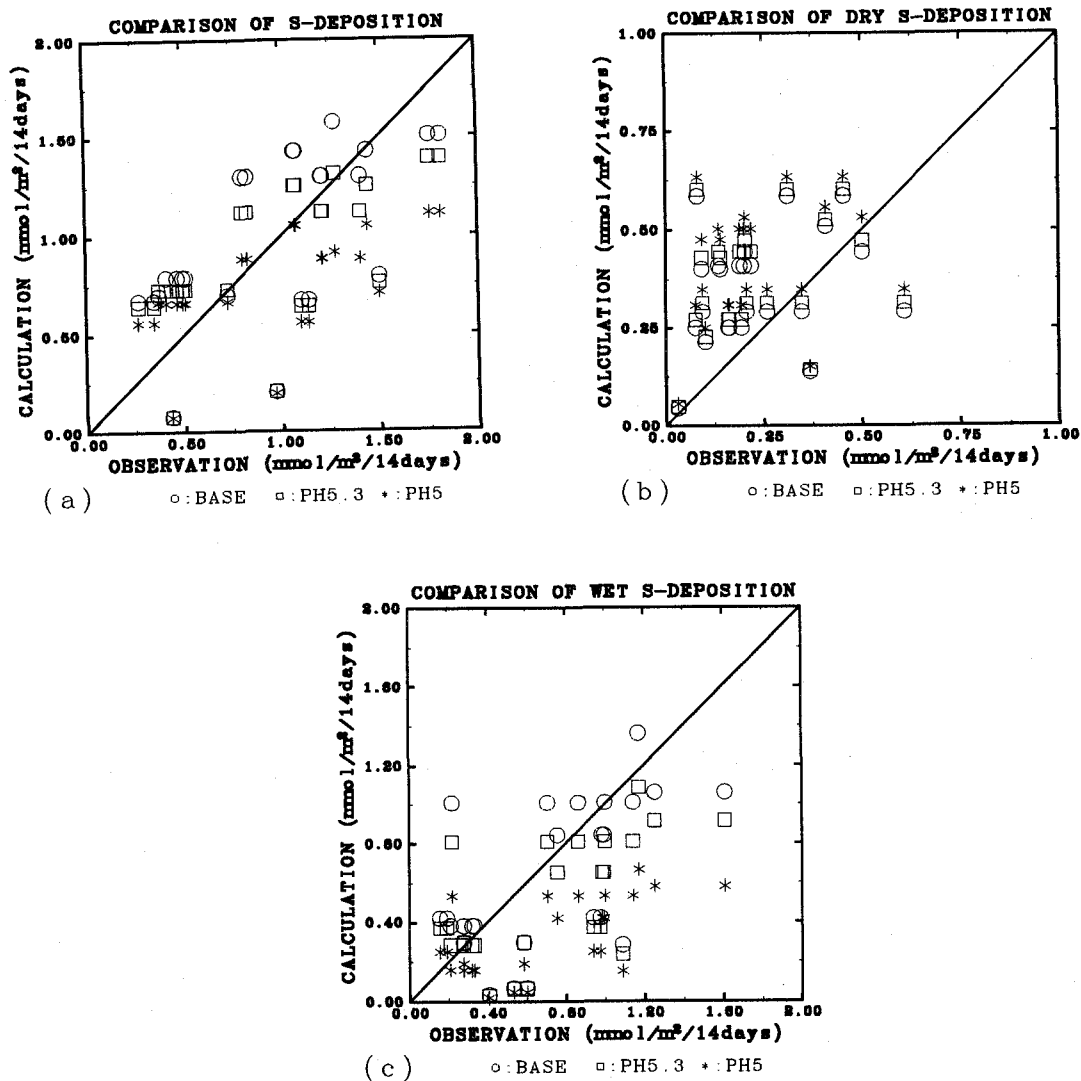 COMPARISON OF S-DEPOSITION
2.00
1.50
1.00
0.50
0.00
CALCULATION (mmol/m²/14days)
0.00 0.50 1.00 1.50 2.00
OBSERVATION (mmol/m²/14days)
(a) ○:BASE □:PH5.3 *:PH5
COMPARISON OF DRY S-DEPOSITION
1.00
0.75
0.50
0.25
0.00
CALCULATION (mmol/m²/14days)
0.00 0.25 0.50 0.75 1.00
OBSERVATION (mmol/m²/14days)
(b) ○:BASE □:PH5.3 *:PH5
COMPARISON OF WET S-DEPOSITION
2.00
1.60
1.20
0.80
0.40
0.00
CALCULATION (mmol/m²/14days)
0.00 0.40 0.80 1.20 1.60 2.00
OBSERVATION (mmol/m²/14days)
(c) ○:BASE □:PH5.3 *:PH5